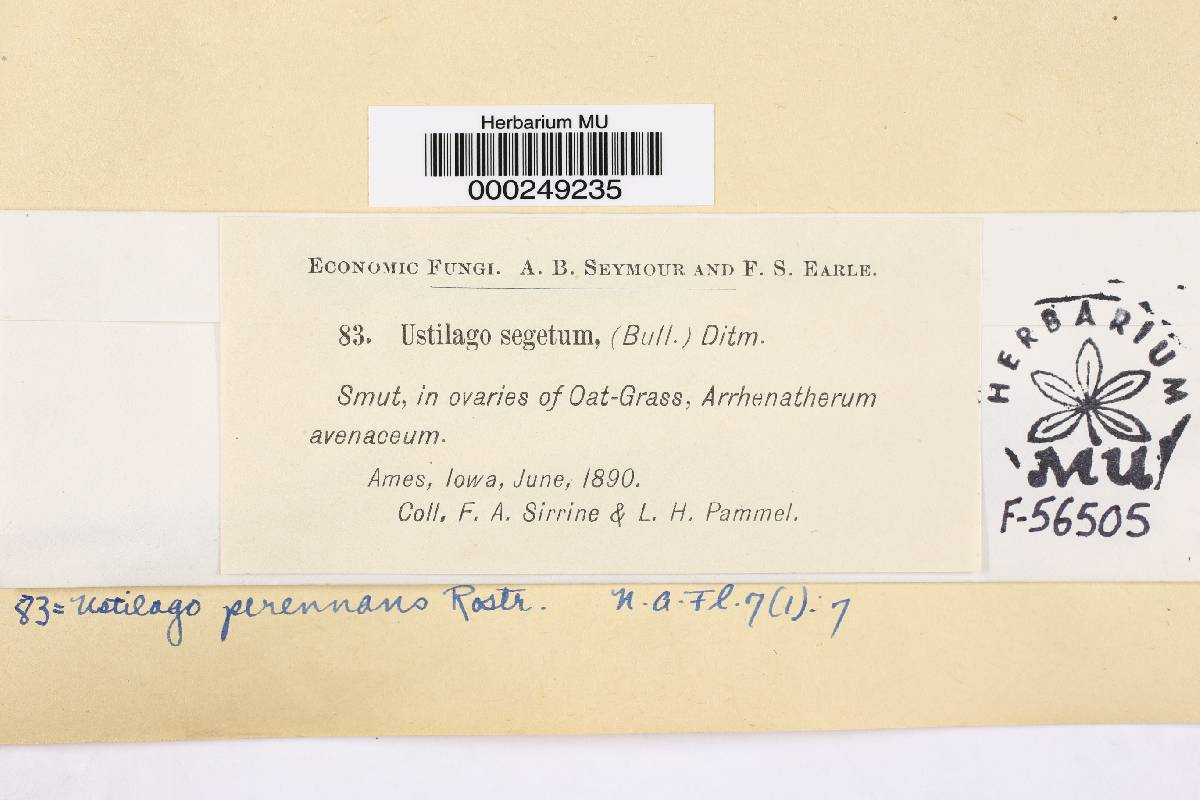 Herbarium MU
000249235
ECONOMIC FUNGI. A. B. SEYMOUR AND F. S. EARLE.
83. Ustilago segetum, (Bull.) Ditm.
Smut, in ovaries of Oat-Grass, Arrhenatherum
avenaceum.
Ames, Iowa, June, 1890.
Coll. F. A. Sirrine & L. H. Pammel.
HERBARIUM
MU
F-56505
83= Ustilago perennans Rostr. N.A.Fl. 7(1): 7